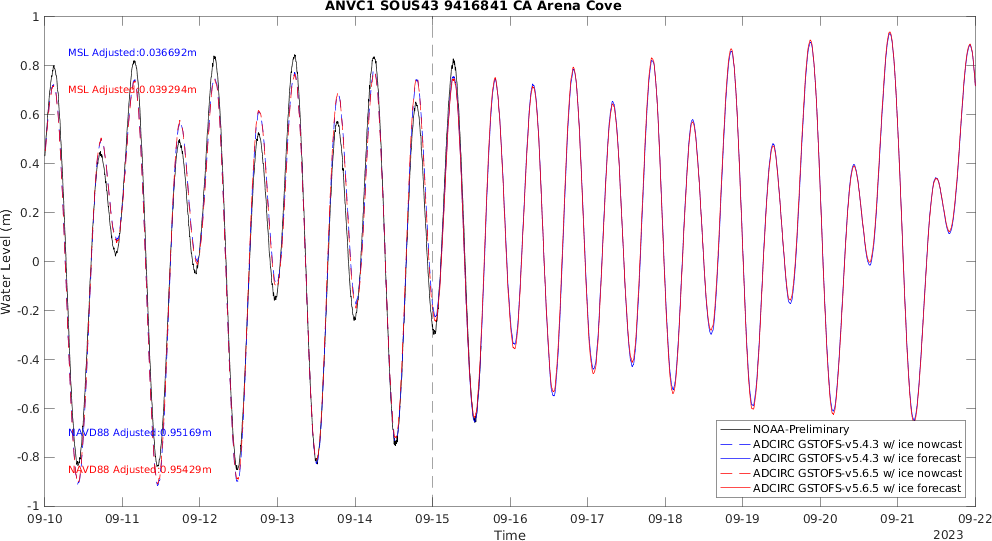 ANVC1 SOUS43 9416841 CA Arena Cove
1
0.8
0.6
0.4
0.2
0
-0.2
-0.4
-0.6
-0.8
-1
Water Level (m)
MSL Adjusted:0.036692m
MSL Adjusted:0.039294m
NAVD88 Adjusted:0.95169m
NAVD88 Adjusted:0.95429m
NOAA-Preliminary
ADCIRC GSTOFS-v5.4.3 w/ ice nowcast
ADCIRC GSTOFS-v5.4.3 w/ ice forecast
ADCIRC GSTOFS-v5.6.5 w/ ice nowcast
ADCIRC GSTOFS-v5.6.5 w/ ice forecast
09-10 09-11 09-12 09-13 09-14 09-15 09-16 09-17 09-18 09-19 09-20 09-21 09-22
Time
2023